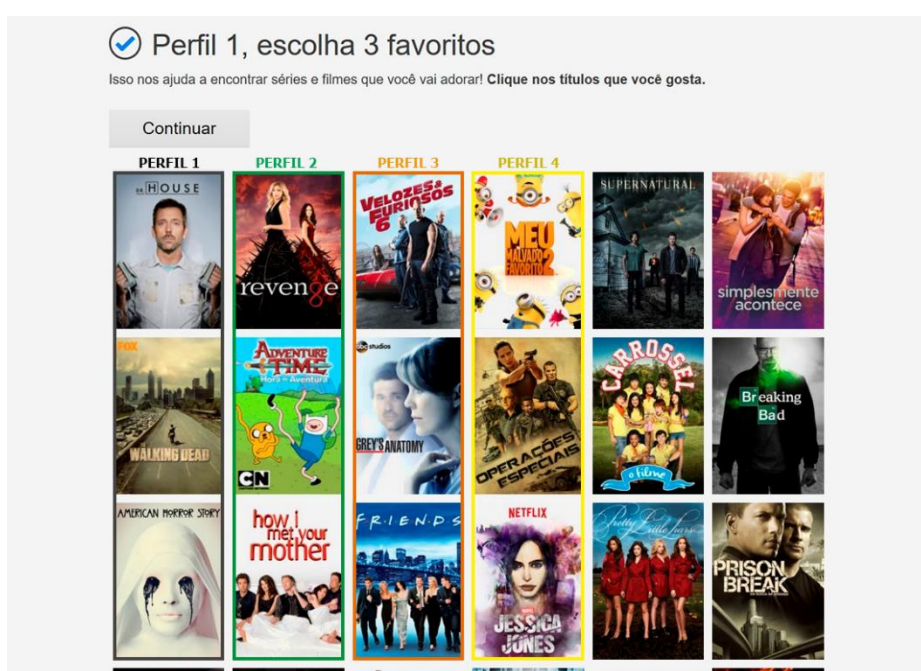 Perfil 1, escolha 3 favoritos
Isso nos ajuda a encontrar séries e filmes que você vai adorar! Clique nos títulos que você gosta.
Continuar
PERFIL 1 PERFIL 2 PERFIL 3 PERFIL 4
HOUSE
revenge
VELOZES & FURIOSOS 6
MEU MALVADO FAVORITO 2
SUPERNATURAL
simplesmente
acontece
FOX
WALKING DEAD
ADVENTURE
TIME
Hora de Aventura
CN
abc studios
GREY'S ANATOMY
OPERAÇÕES
ESPECIAIS
CARROSSEL
o filme
Breaking
Bad
AMERICAN HORROR STORY
how i
met your
mother
F·R·I·E·N·D·S
NETFLIX
JESSICA
JONES
Pretty Little Liars
PRISON
BREAK